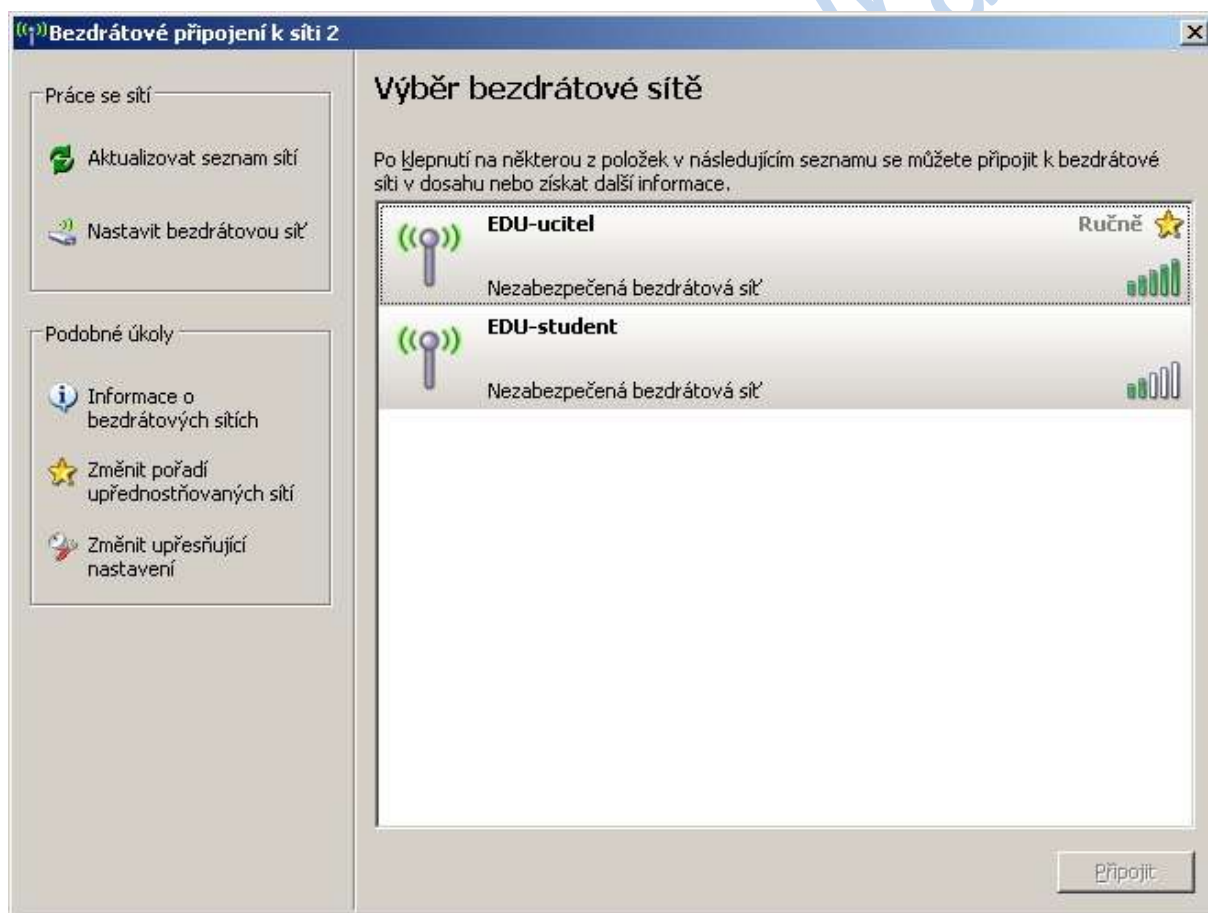 Bezdrátové připojení k síti 2
Práce se sítí
Aktualizovat seznam sítí
Nastavit bezdrátovou síť
Podobné úkoly
Informace o
bezdrátových sítích
Změnit pořadí
upřednostňovaných sítí
Změnit upřesňující
nastavení
Výběr bezdrátové sítě
Po klepnutí na některou z položek v následujícím seznamu se můžete připojit k bezdrátové
síti v dosahu nebo získat další informace.
EDU-ucitel
Ručně
Nezabezpečená bezdrátová síť
EDU-student
Nezabezpečená bezdrátová síť
Připojit